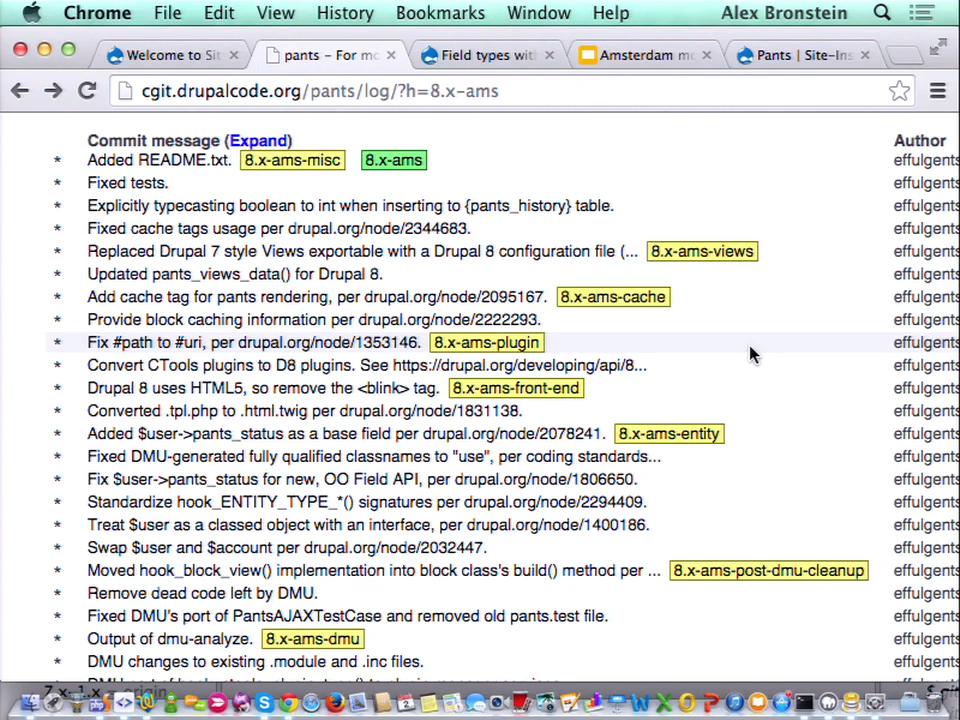 Chrome File Edit View History Bookmarks Window Help Alex Bronstein
Welcome to Sit pants – For mo Field types wit Amsterdam m Pants | Site-Ins
cgit.drupalcode.org/pants/log/?h=8.x-ams
Commit message (Expand) Author
* Added README.txt. 8.x-ams-misc 8.x-ams effulgents
* Fixed tests. effulgents
* Explicitly typecasting boolean to int when inserting to {pants_history} table. effulgents
* Fixed cache tags usage per drupal.org/node/2344683. effulgents
* Replaced Drupal 7 style Views exportable with a Drupal 8 configuration file (... 8.x-ams-views effulgents
* Updated pants_views_data() for Drupal 8. effulgents
* Add cache tag for pants rendering, per drupal.org/node/2095167. 8.x-ams-cache effulgents
* Provide block caching information per drupal.org/node/2222293. effulgents
* Fix #path to #uri, per drupal.org/node/1353146. 8.x-ams-plugin effulgents
* Convert CTools plugins to D8 plugins. See https://drupal.org/developing/api/8... effulgents
* Drupal 8 uses HTML5, so remove the <blink> tag. 8.x-ams-front-end effulgents
* Converted .tpl.php to .html.twig per drupal.org/node/1831138. effulgents
* Added $user->pants_status as a base field per drupal.org/node/2078241. 8.x-ams-entity effulgents
* Fixed DMU-generated fully qualified classnames to "use", per coding standards... effulgents
* Fix $user->pants_status for new, OO Field API, per drupal.org/node/1806650. effulgents
* Standardize hook_ENTITY_TYPE_*() signatures per drupal.org/node/2294409. effulgents
* Treat $user as a classed object with an interface, per drupal.org/node/1400186. effulgents
* Swap $user and $account per drupal.org/node/2032447. effulgents
* Moved hook_block_view() implementation into block class's build() method per ... 8.x-ams-post-dmu-cleanup effulgents
* Remove dead code left by DMU. effulgents
* Fixed DMU's port of PantsAJAXTestCase and removed old pants.test file. effulgents
* Output of dmu-analyze. 8.x-ams-dmu effulgents
* DMU changes to existing .module and .inc files. effulgents